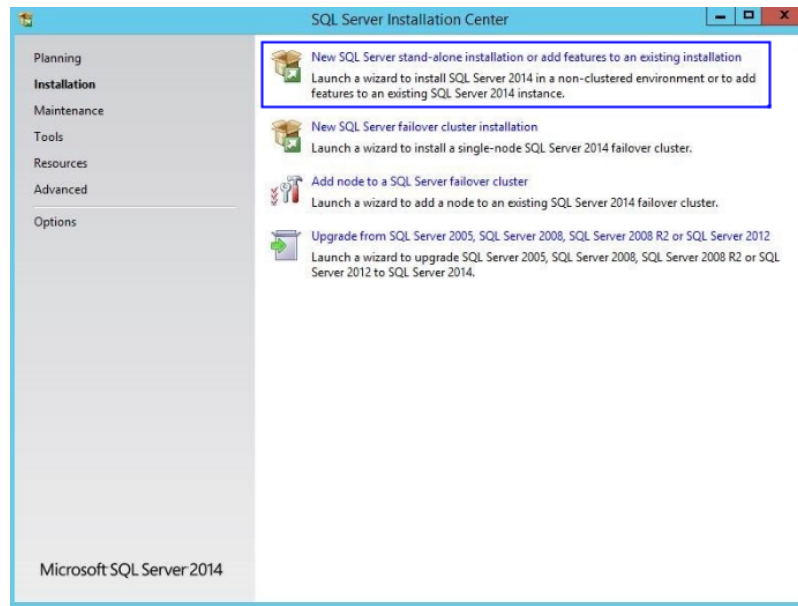 SQL Server Installation Center
Planning
Installation
Maintenance
Tools
Resources
Advanced
Options
New SQL Server stand-alone installation or add features to an existing installation
Launch a wizard to install SQL Server 2014 in a non-clustered environment or to add
features to an existing SQL Server 2014 instance.
New SQL Server failover cluster installation
Launch a wizard to install a single-node SQL Server 2014 failover cluster.
Add node to a SQL Server failover cluster
Launch a wizard to add a node to an existing SQL Server 2014 failover cluster.
Upgrade from SQL Server 2005, SQL Server 2008, SQL Server 2008 R2 or SQL Server 2012
Launch a wizard to upgrade SQL Server 2005, SQL Server 2008, SQL Server 2008 R2 or SQL
Server 2012 to SQL Server 2014.
Microsoft SQL Server 2014